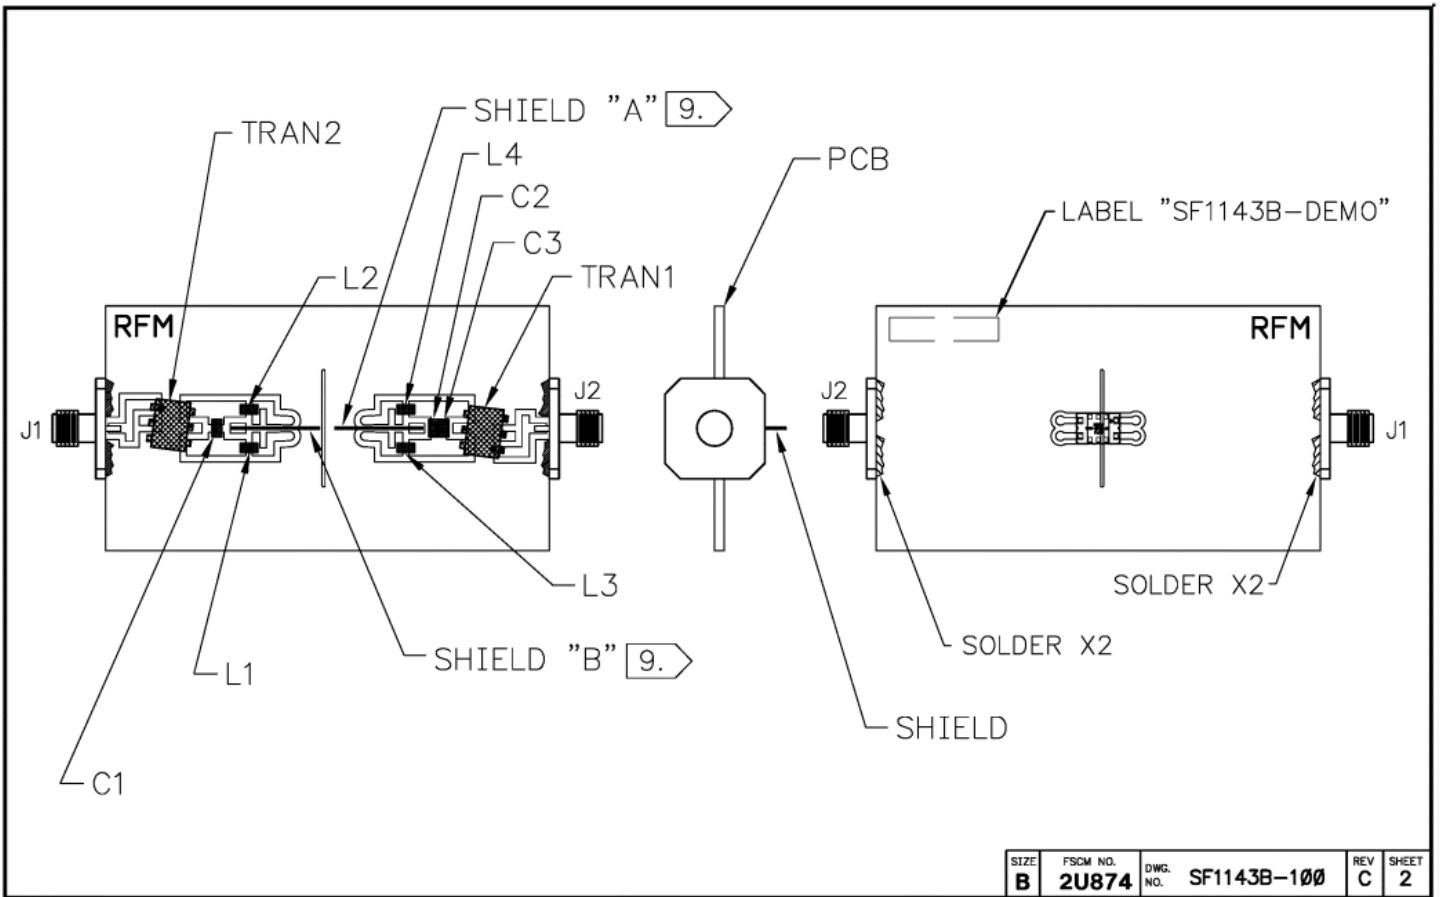 SHIELD "A" 9.
TRAN2
L4
PCB
C2
LABEL "SF1143B-DEMO"
C3
L2
TRAN1
RFM
RFM
J2
J2
J1
J1
L3
SOLDER X2
SOLDER X2
SHIELD "B" 9.
L1
SHIELD
C1
SIZE
B
FSCM NO.
2U874
DWG.
NO.
SF1143B-100
REV
C
SHEET
2